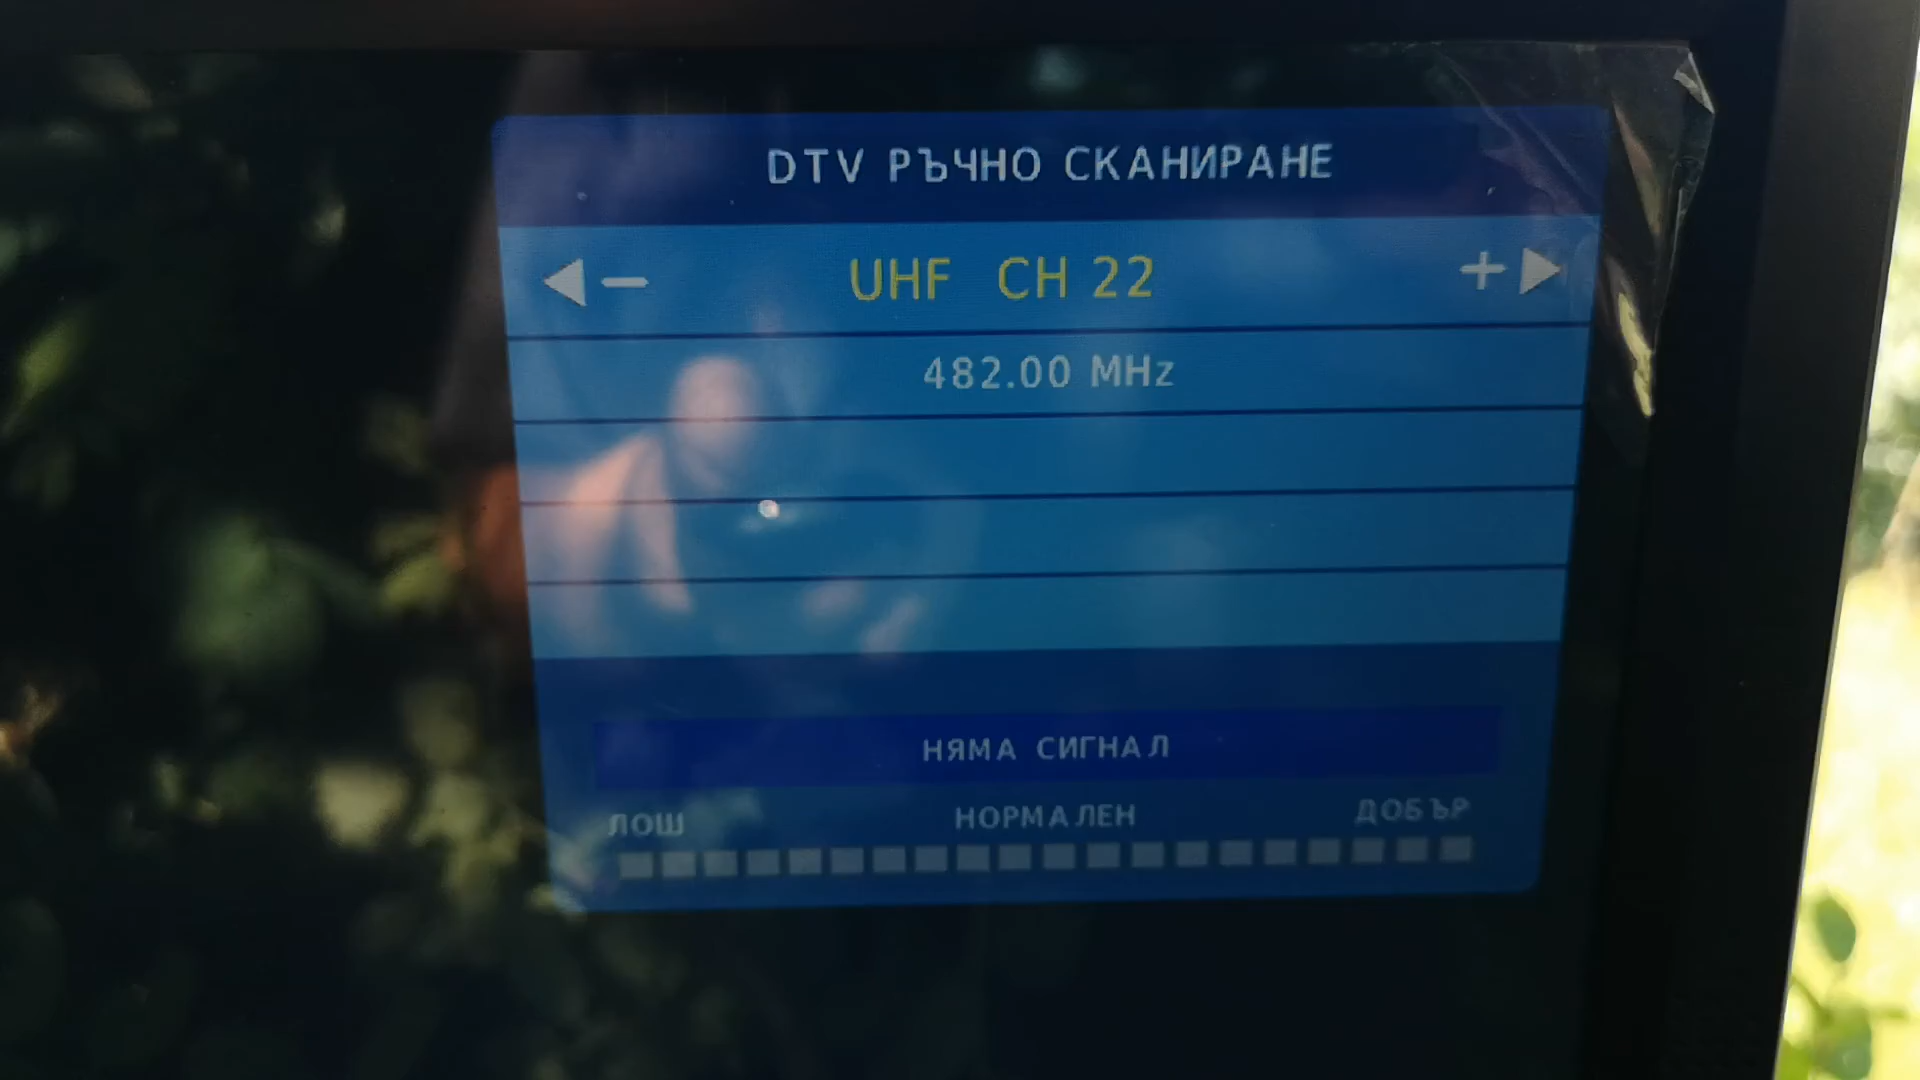 DTV РЪЧНО СКАНИРАНЕ
UHF CH 22
482.00 MHz
НЯМА СИГНАЛ
ЛОШ НОРМАЛЕН ДОБЪР